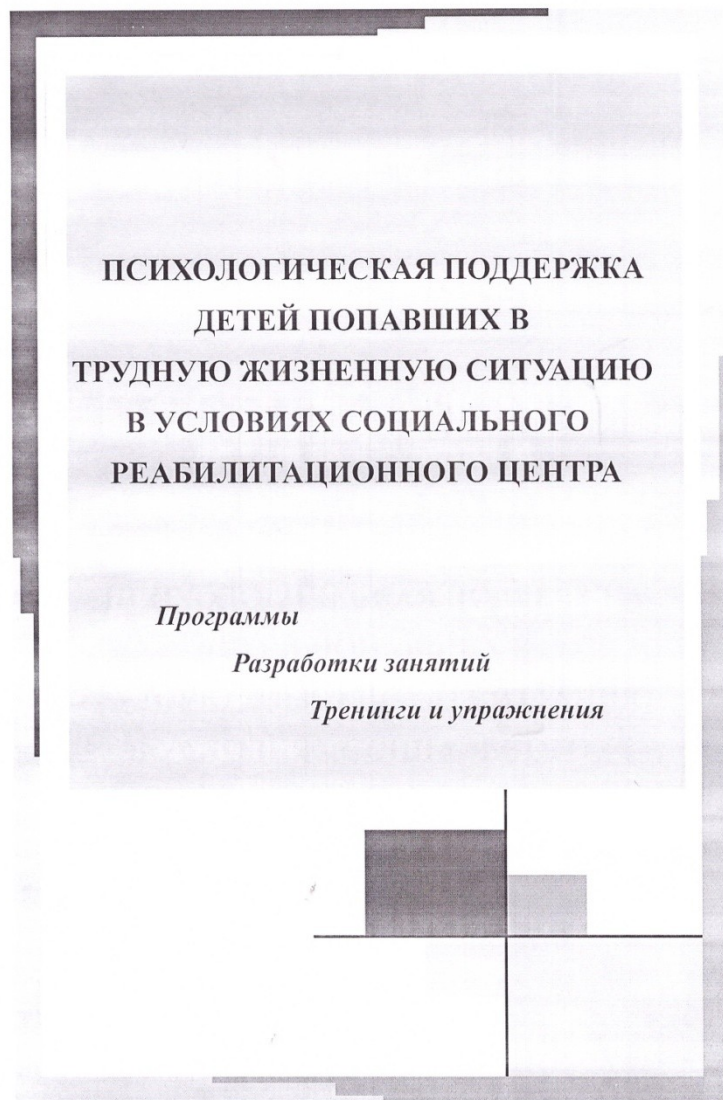 ПСИХОЛОГИЧЕСКАЯ ПОДДЕРЖКА
ДЕТЕЙ ПОПАВШИХ В
ТРУДНУЮ ЖИЗНЕННУЮ СИТУАЦИЮ
В УСЛОВИЯХ СОЦИАЛЬНОГО
РЕАБИЛИТАЦИОННОГО ЦЕНТРА
Программы
Разработки занятий
Тренинги и упражнения